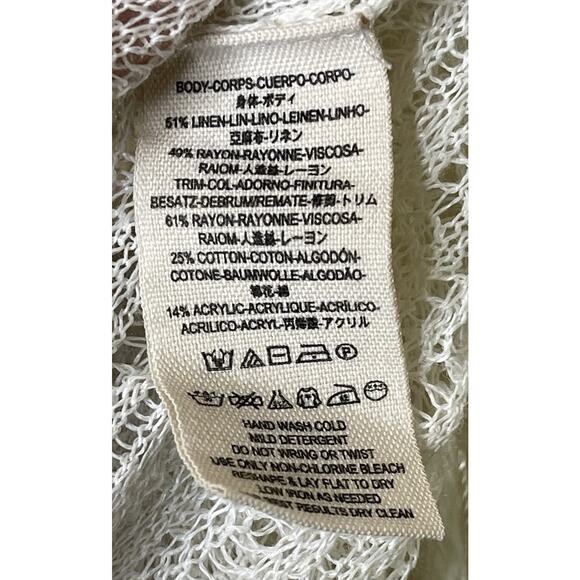 BODY-CORPS-CUERPO-CORPO-
身体-ボディ
51% LINEN-LIN-LINO-LEINEN-LINHO-
亞麻布-リネン
49% RAYON-RAYONNE-VISCOSA-
RAIOM-人造絲-レーヨン
TRIM-COL-ADORNO-FINITURA-
BESATZ-DEBRUM/REMATE-修剪-トリム
61% RAYON-RAYONNE-VISCOSA-
RAIOM-人造絲-レーヨン
25% COTTON-COTON-ALGODÓN-
COTONE-BAUMWOLLE-ALGODÃO-
棉花-綿
14% ACRYLIC-ACRYLIQUE-ACRÍLICO-
ACRILICO-ACRYL-丙烯酸-アクリル
HAND WASH COLD
MILD DETERGENT
DO NOT WRING OR TWIST
USE ONLY NON-CHLORINE BLEACH
RESHAPE & LAY FLAT TO DRY
LOW IRON AS NEEDED
BEST RESULTS DRY CLEAN